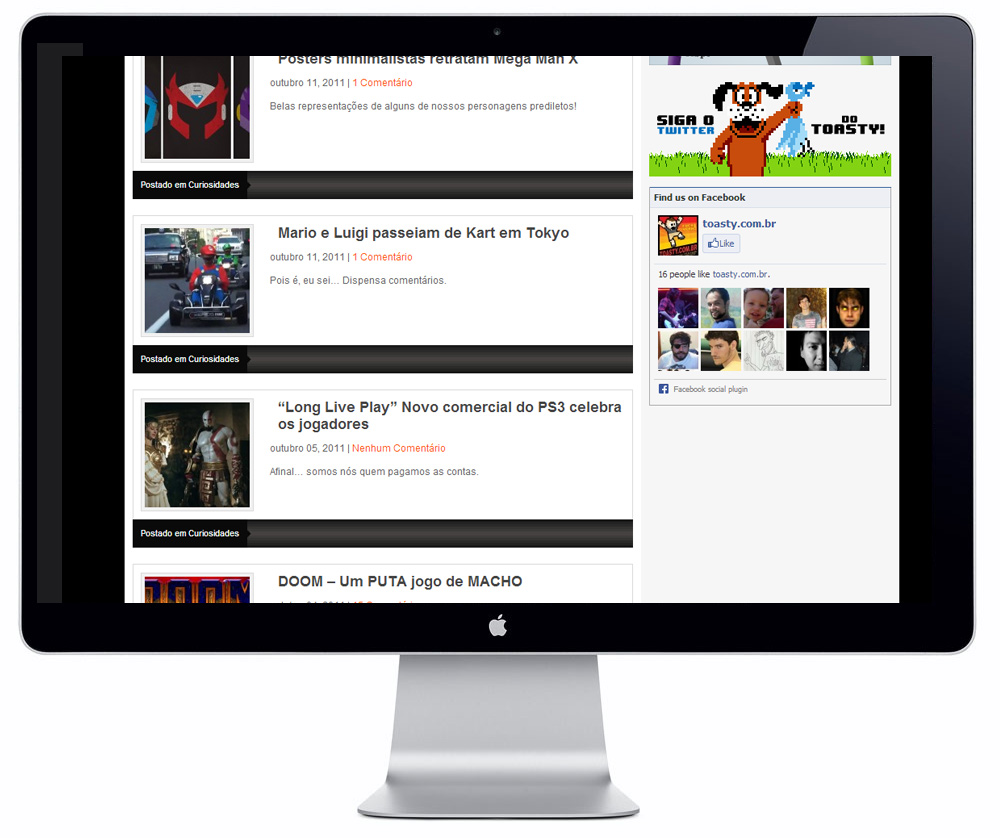 Posters minimalistas retratam Mega Man X
outubro 11, 2011 | 1 Comentário
Belas representações de alguns de nossos personagens prediletos!
Postado em Curiosidades
Mario e Luigi passeiam de Kart em Tokyo
outubro 11, 2011 | 1 Comentário
Pois é, eu sei... Dispensa comentários.
Postado em Curiosidades
“Long Live Play” Novo comercial do PS3 celebra
os jogadores
outubro 05, 2011 | Nenhum Comentário
Afinal... somos nós quem pagamos as contas.
Postado em Curiosidades
DOOM – Um PUTA jogo de MACHO
DOOM
SIGA O
TWITTER
DO
TOASTY!
Find us on Facebook
TOASTY.COM.BR
toasty.com.br
Like
16 people like toasty.com.br.
Facebook social plugin